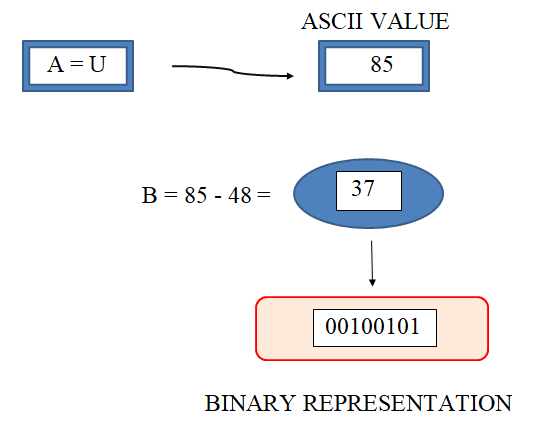 ASCII VALUE
A = U
85
B = 85 - 48 =
37
00100101
BINARY REPRESENTATION